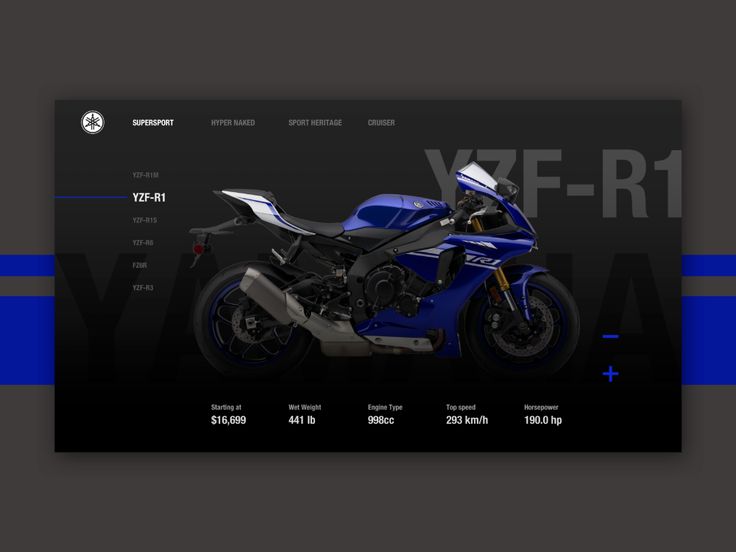 SUPERSPORT
HYPER NAKED
SPORT HERITAGE
CRUISER
YZF-R1
YZF-R1M
YZF-R1
YZF-R1S
YZF-R6
FZ6R
YZF-R3
YAMAHA
R1
Starting at
$16,699
Wet Weight
441 lb
Engine Type
998cc
Top speed
293 km/h
Horsepower
190.0 hp